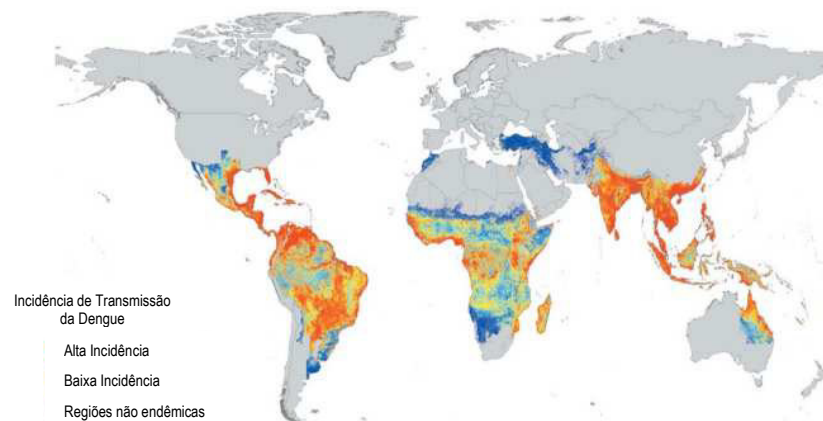 Incidência de Transmissão
da Dengue
Alta Incidência
Baixa Incidência
Regiões não endêmicas